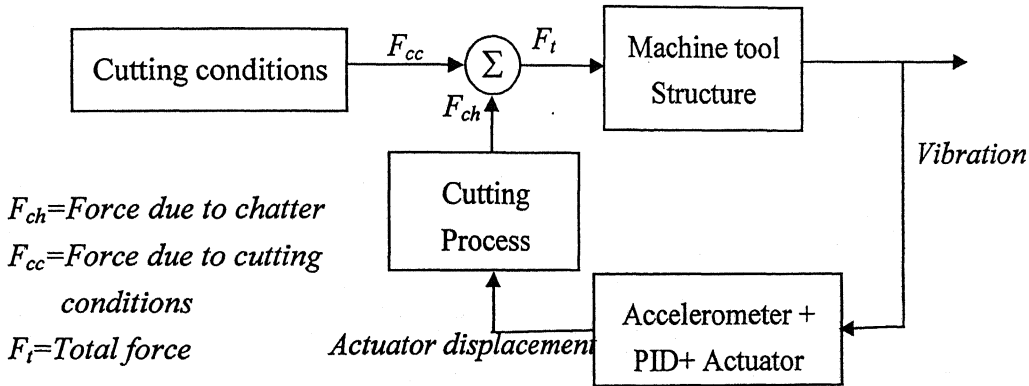 Cutting conditions
F_cc
Σ
F_t
Machine tool
Structure
F_ch
Vibration
Cutting
Process
F_ch=Force due to chatter
F_cc=Force due to cutting
conditions
F_t=Total force
Actuator displacement
Accelerometer +
PID+ Actuator